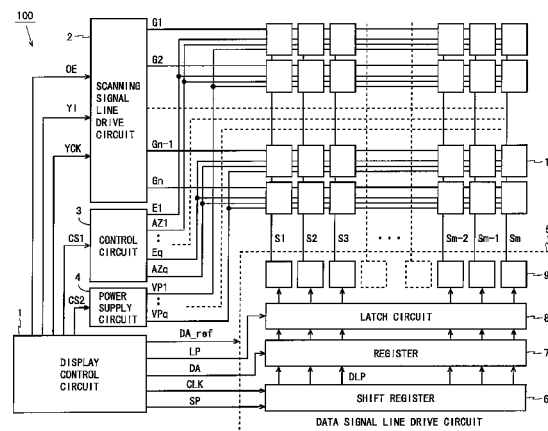 100
2
G1
OE
SCANNING
SIGNAL
LINE
DRIVE
CIRCUIT
G2
YI
YCK
Gn-1
Gn
3
CS1
CONTROL
CIRCUIT
E1
AZ1
Eq
AZq
4
CS2
POWER
SUPPLY
CIRCUIT
VP1
VPq
1
DISPLAY
CONTROL
CIRCUIT
DA_ref
LP
DA
CLK
SP
S1 S2 S3 ... Sm-2 Sm-1 Sm
5
9
LATCH CIRCUIT
8
REGISTER
7
DLP
SHIFT REGISTER
6
DATA SIGNAL LINE DRIVE CIRCUIT